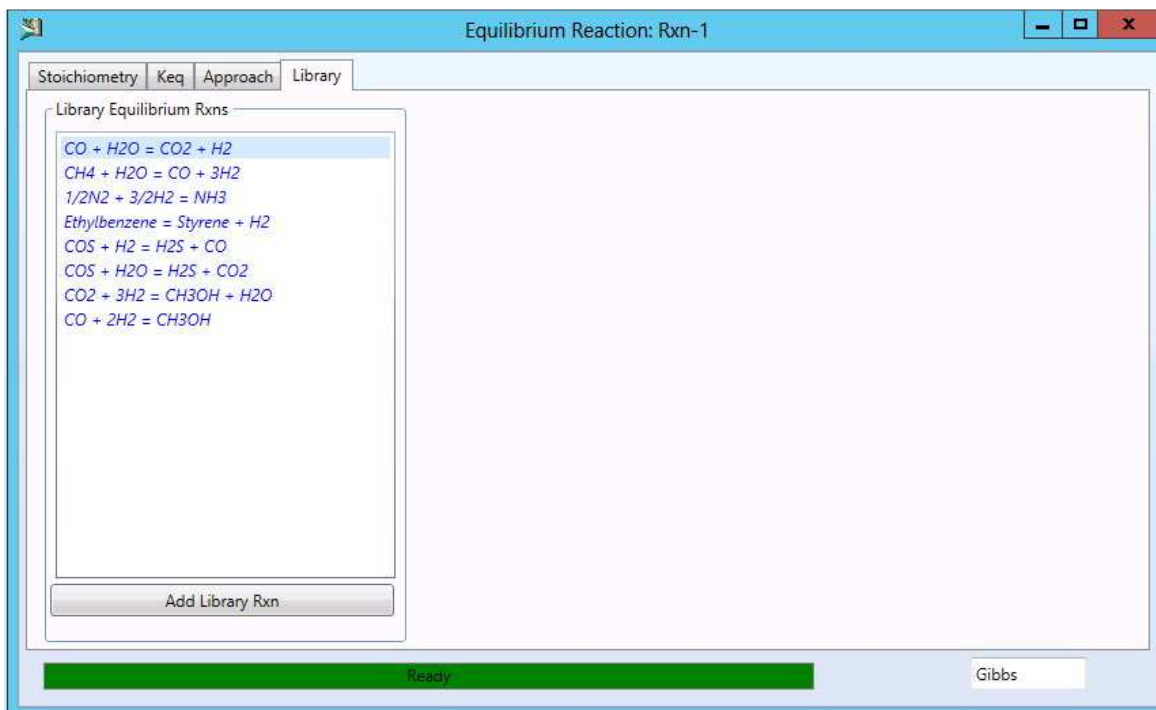 Equilibrium Reaction: Rxn-1
Stoichiometry Keq Approach Library
Library Equilibrium Rxns
CO + H2O = CO2 + H2
CH4 + H2O = CO + 3H2
1/2N2 + 3/2H2 = NH3
Ethylbenzene = Styrene + H2
COS + H2 = H2S + CO
COS + H2O = H2S + CO2
CO2 + 3H2 = CH3OH + H2O
CO + 2H2 = CH3OH
Add Library Rxn
Ready Gibbs